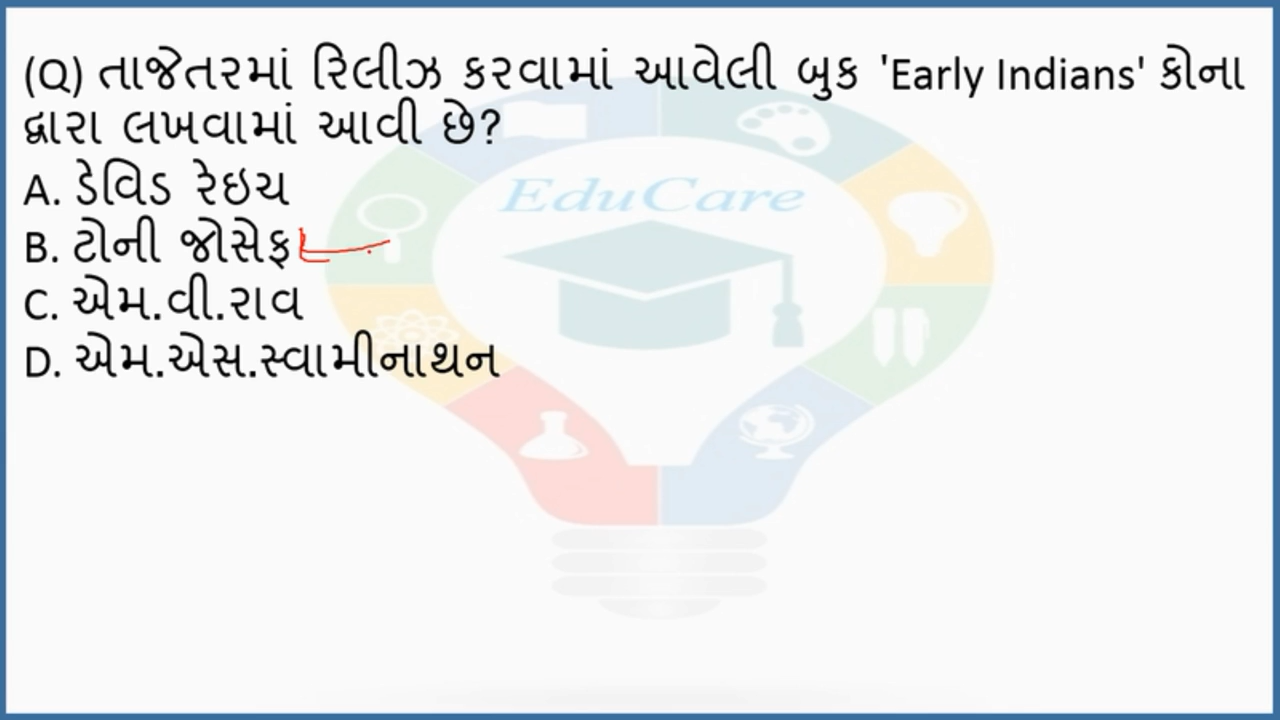 (Q) તાજેતરમાં રિલીઝ કરવામાં આવેલી બુક 'Early Indians' કોના
દ્વારા લખવામાં આવી છે?
EduCare
A. ડેવિડ રેઇચ
B. ટોની જોસેફ
C. એમ.વી.રાવ
D. એમ.એસ.સ્વામીનાથન